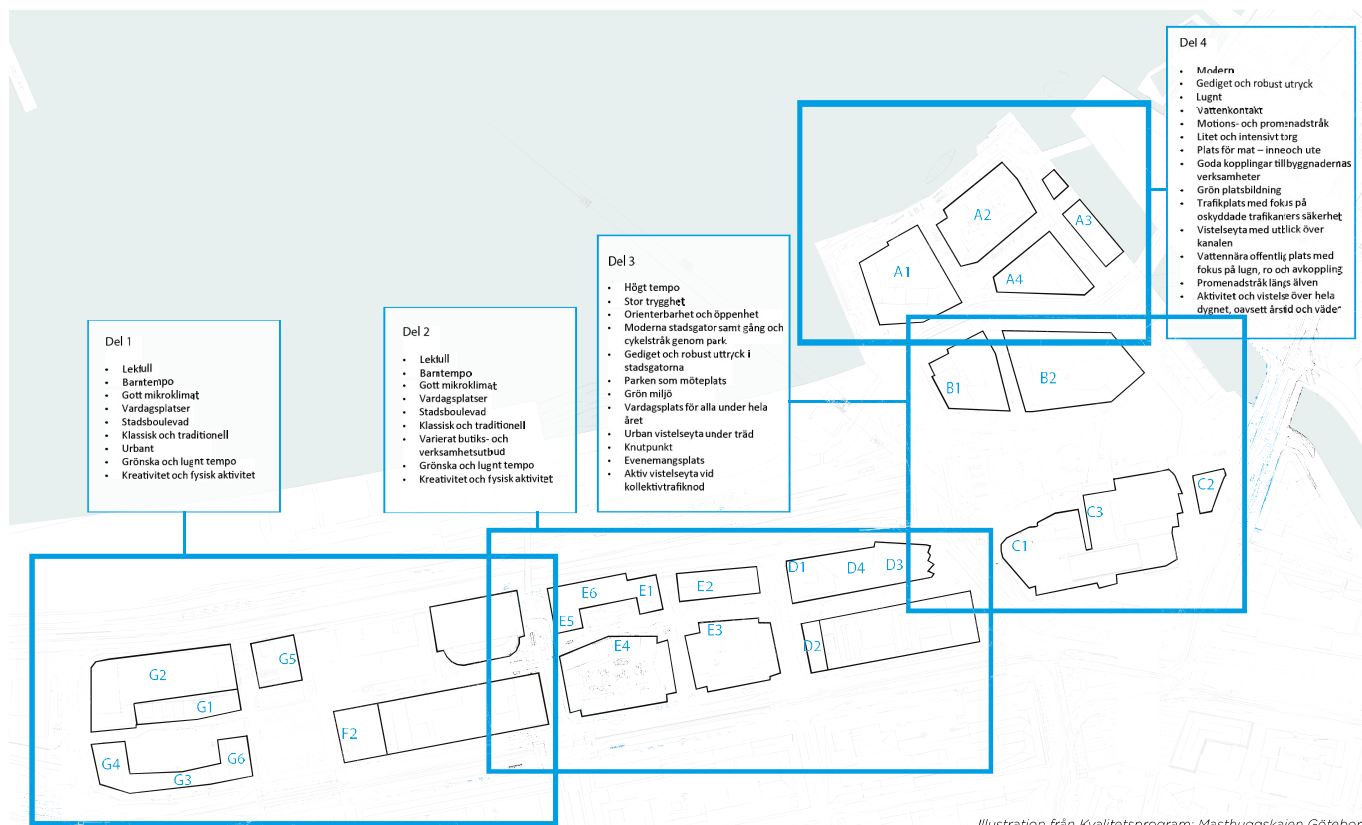 Del 4
• Modern
• Gediget och robust utryck
• Lugnt
• Vattenkontakt
• Motions- och promenadstråk
• Litet och intensivt torg
• Plats för mat – inneoch ute
• Goda kopplingar tillbyggnadernas
verksamheter
• Grön platsbildning
• Trafikplats med fokus på
oskyddade trafikanters säkerhet
• Vistelseyta med utblick över
kanalen
• Vattennära offentlig plats med
fokus på lugn, ro och avkoppling
• Promenadstråk längs älven
• Aktivitet och vistelse över hela
dygnet, oavsett årstid och väder
A2
A3
A1
A4
Del 3
• Högt tempo
• Stor trygghet
• Orienterbarhet och öppenhet
• Moderna stadsgator samt gång och
cykelstråk genom park
• Gediget och robust uttryck i
stadsgatorna
• Parken som möteplats
• Grön miljö
• Vardagsplats för alla under hela
året
• Urban vistelseyta under träd
• Knutpunkt
• Evenemangsplats
• Aktiv vistelseyta vid
kollektivtrafiknod
Del 2
• Lekfull
• Barntempo
• Gott mikroklimat
• Vardagsplatser
• Stadsboulevad
• Klassisk och traditionell
• Varierat butiks- och
verksamhetsutbud
• Grönska och lugnt tempo
• Kreativitet och fysisk aktivitet
Del 1
• Lekfull
• Barntempo
• Gott mikroklimat
• Vardagsplatser
• Stadsboulevad
• Klassisk och traditionell
• Urbant
• Grönska och lugnt tempo
• Kreativitet och fysisk aktivitet
B1
B2
C2
C3
C1
D1
D4
D3
E6
E1
E2
E5
E3
E4
D2
G5
G2
G1
F2
G4
G6
G3
Illustration från Kvalitetsprogram: Masthuggskajen Götebor